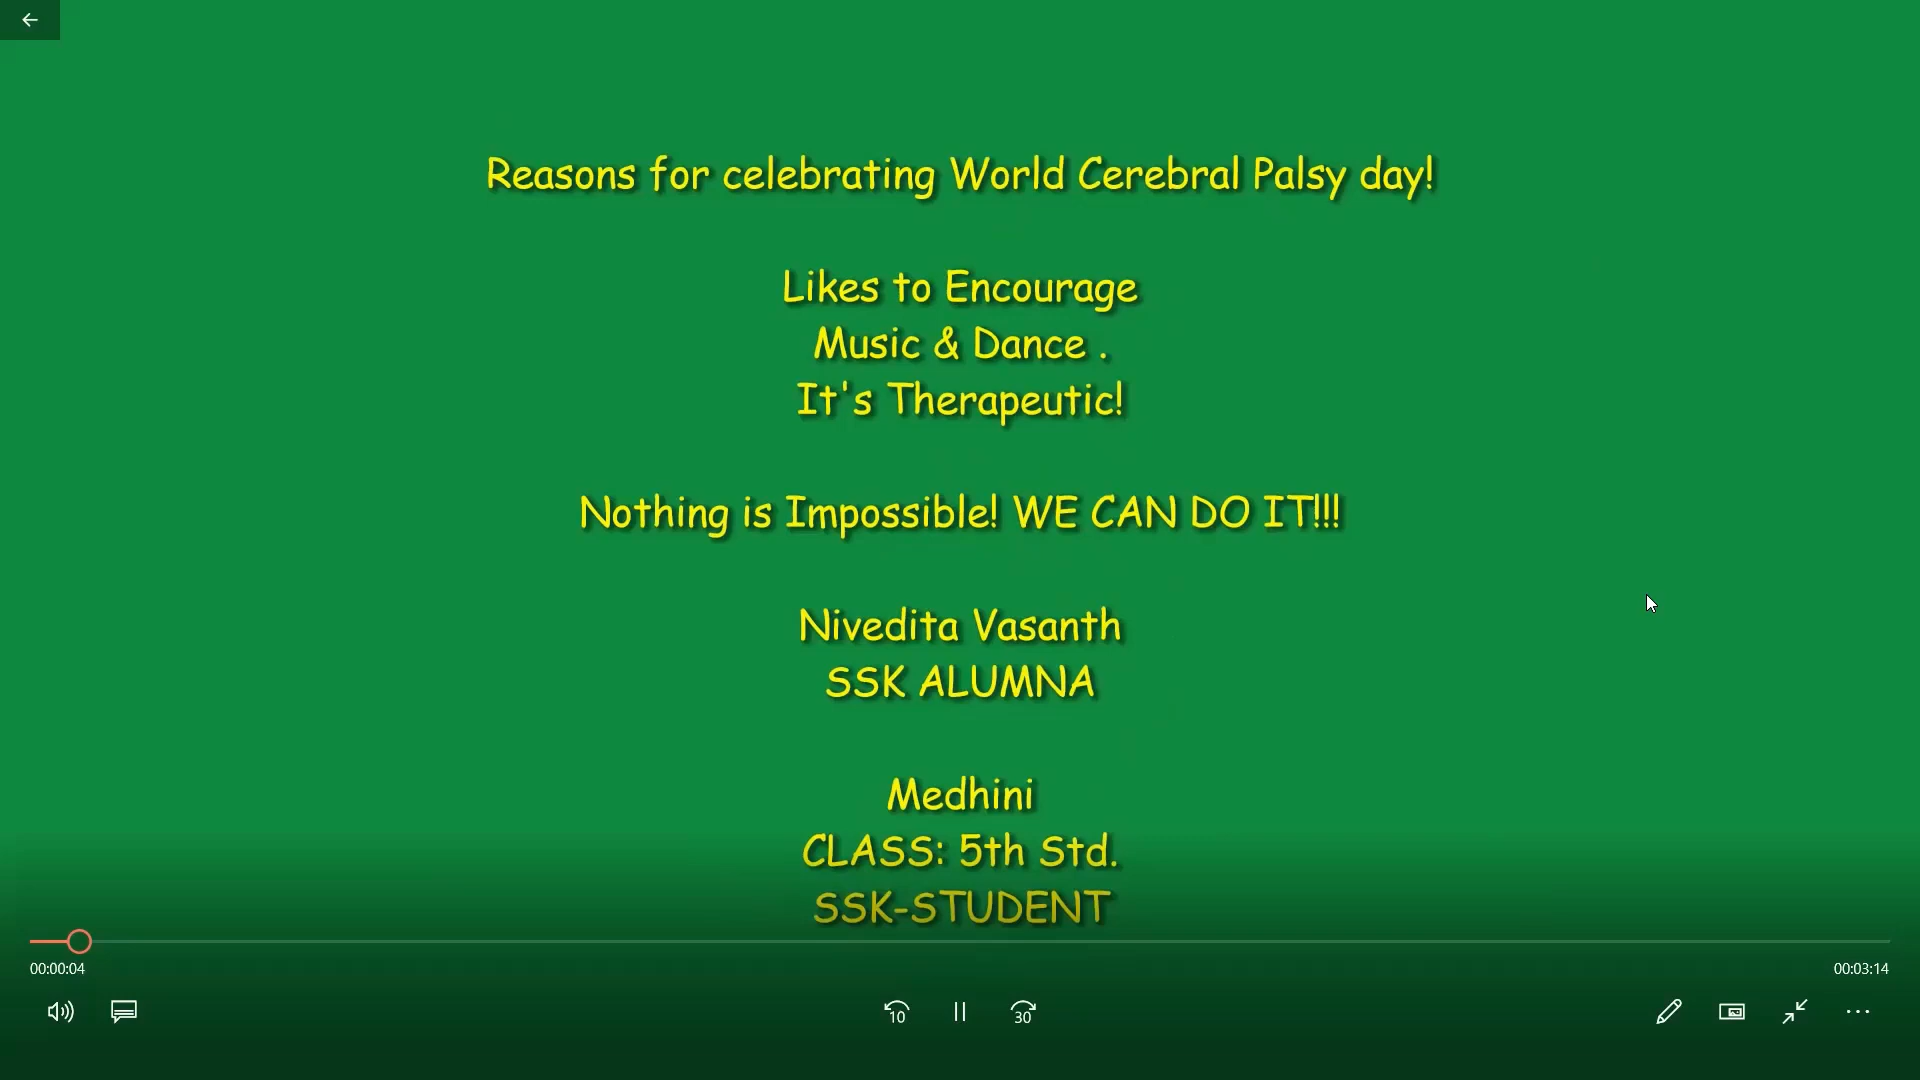 Reasons for celebrating World Cerebral Palsy day!
Likes to Encourage
Music & Dance .
It's Therapeutic!
Nothing is Impossible! WE CAN DO IT!!!
Nivedita Vasanth
SSK ALUMNA
Medhini
CLASS: 5th Std.
SSK-STUDENT
00:00:04
00:03:14
10
30